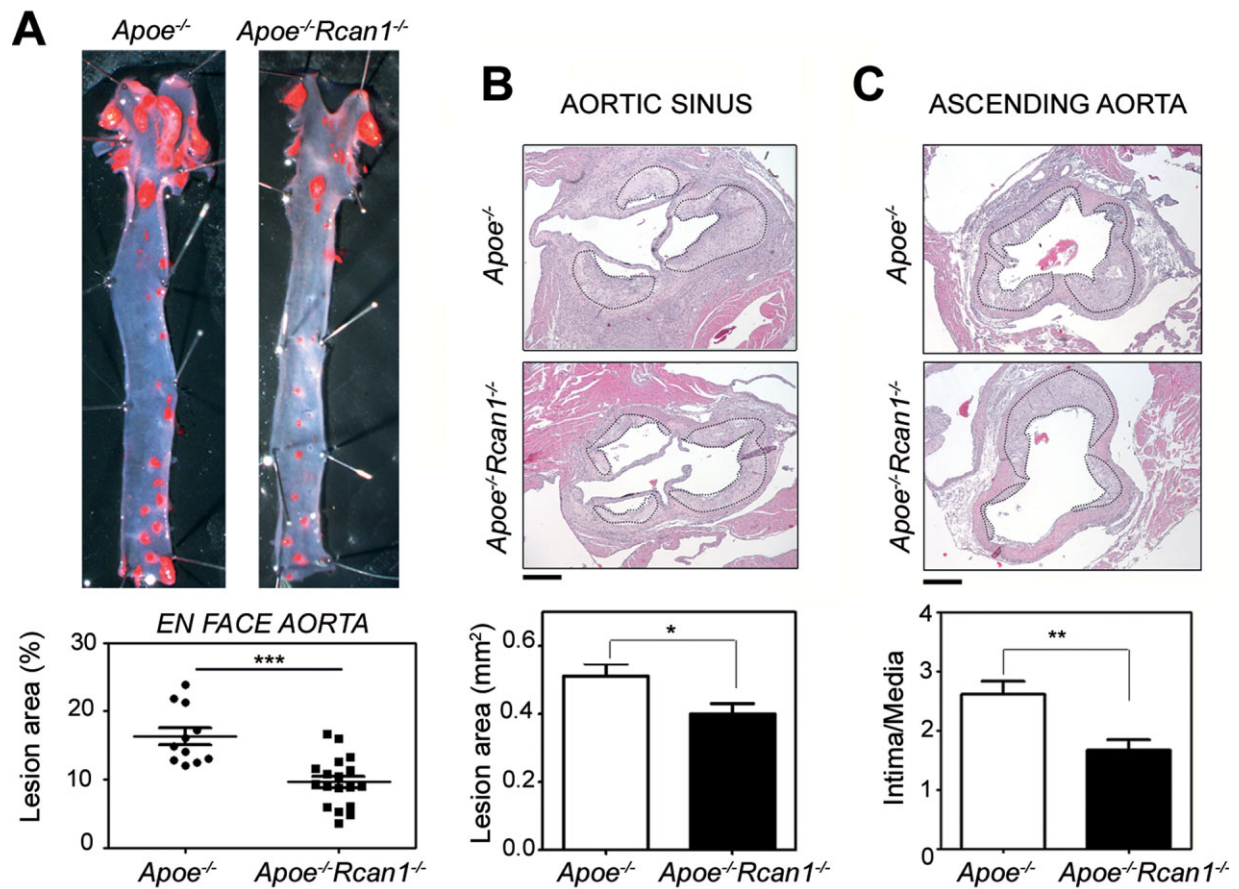 A
Apoe-/-
Apoe-/-Rcan1-/-
EN FACE AORTA
Lesion area (%)
30
20
10
0
***
Apoe-/-
Apoe-/-Rcan1-/-
B
AORTIC SINUS
Apoe-/-
Apoe-/-Rcan1-/-
Lesion area (mm²)
0.6
0.4
0.2
0.0
*
Apoe-/-
Apoe-/-Rcan1-/-
C
ASCENDING AORTA
Apoe-/-
Apoe-/-Rcan1-/-
Intima/Media
4
3
2
1
0
**
Apoe-/-
Apoe-/-Rcan1-/-